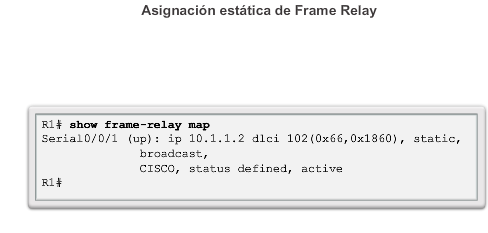 Asignación estática de Frame Relay
R1# show frame-relay map
Serial0/0/1 (up): ip 10.1.1.2 dlci 102(0x66,0x1860), static,
broadcast,
CISCO, status defined, active
R1#